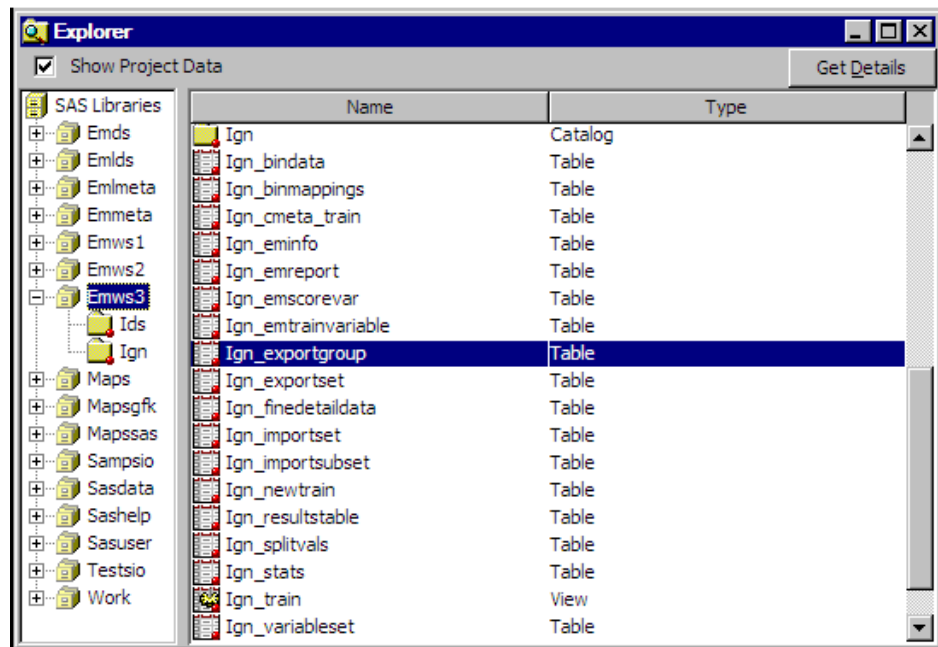 Explorer
Show Project Data
Get Details
SAS Libraries
Emds
Emlds
Emlmeta
Emmeta
Emws1
Emws2
Emws3
Ids
Ign
Maps
Mapsgfk
Mapssas
Sampsio
Sasdata
Sashelp
Sasuser
Testsio
Work
Name Type
Ign Catalog
Ign_bindata Table
Ign_binmappings Table
Ign_cmeta_train Table
Ign_eminfo Table
Ign_emreport Table
Ign_emscorevar Table
Ign_emtrainvariable Table
Ign_exportgroup Table
Ign_exportset Table
Ign_finedetaildata Table
Ign_importset Table
Ign_importsubset Table
Ign_newtrain Table
Ign_resultstable Table
Ign_splitvals Table
Ign_stats Table
Ign_train View
Ign_variableset Table